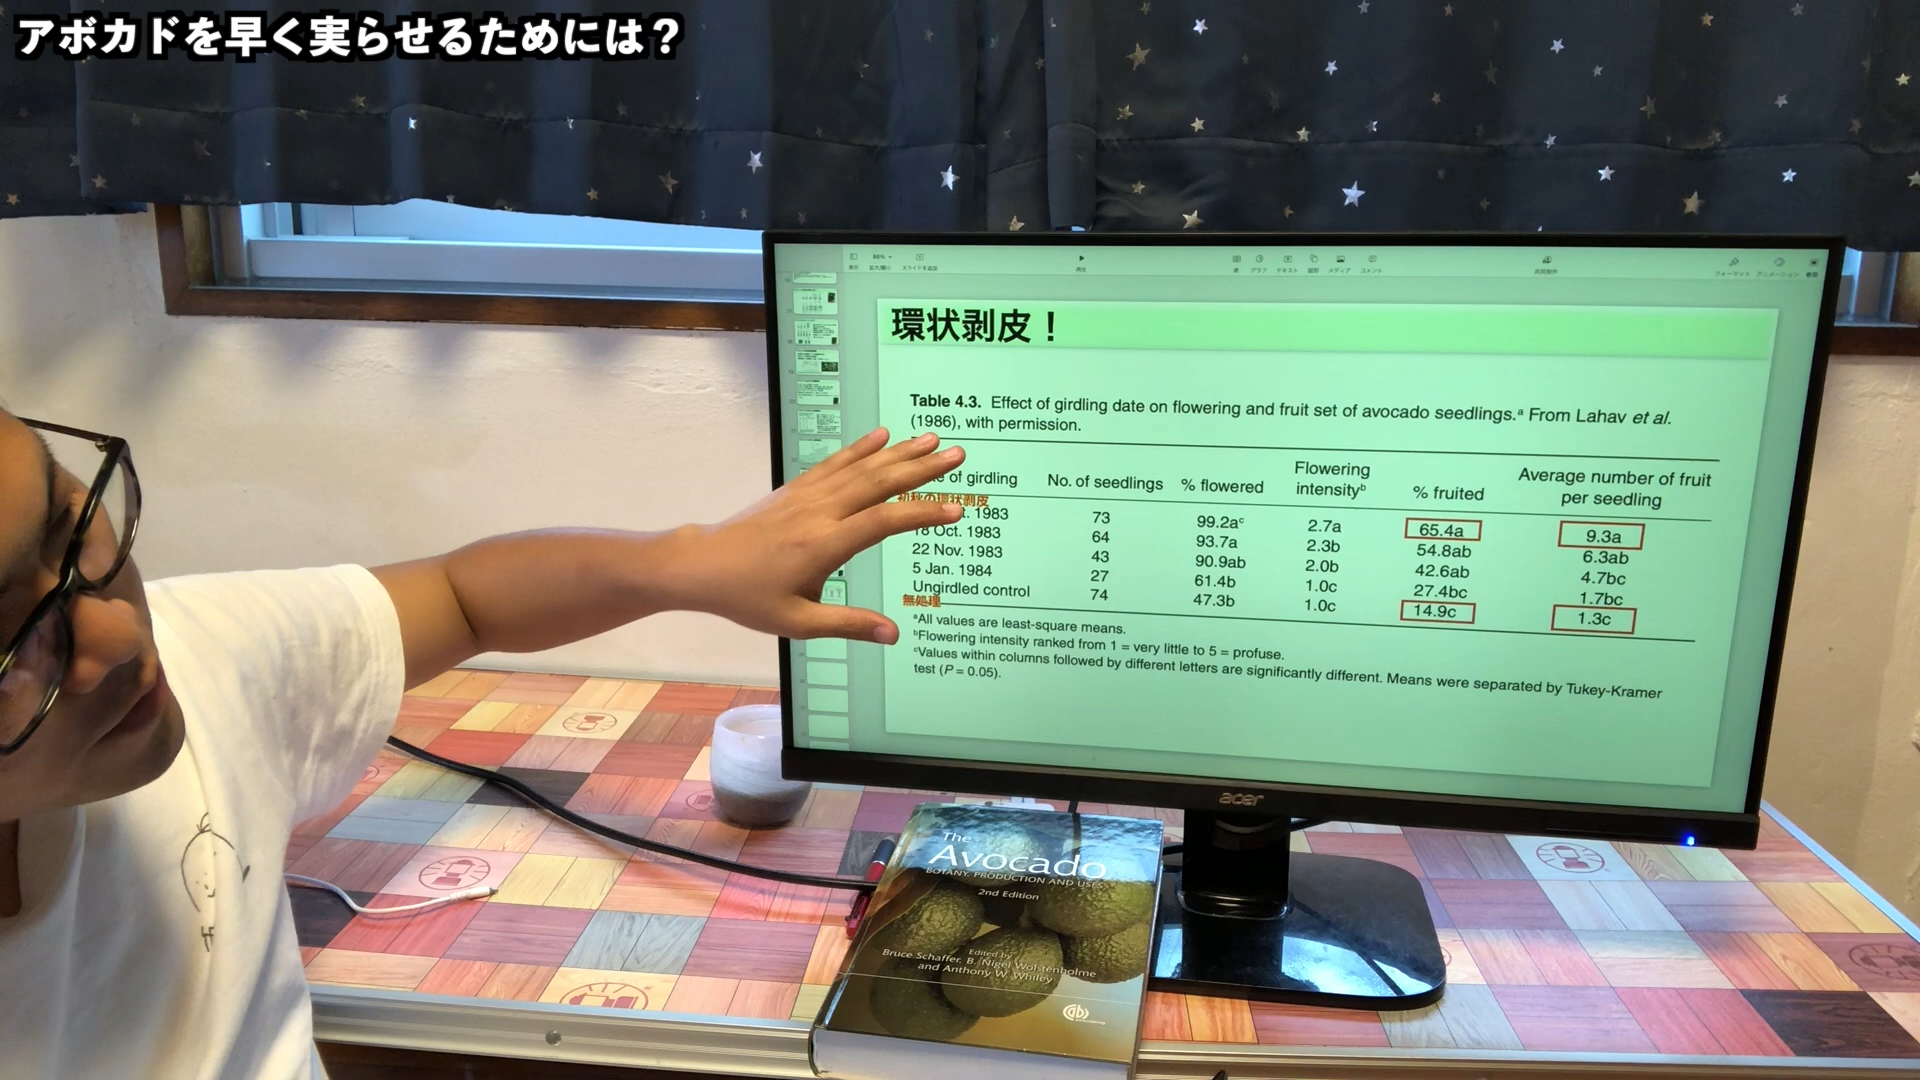 アボカドを早く実らせるためには？
環状剥皮！
Table 4.3. Effect of girdling date on flowering and fruit set of avocado seedlings.ᵃ From Lahav et al.
(1986), with permission.
of girdling No. of seedlings % flowered Flowering intensityᵇ % fruited Average number of fruit per seedling
初秋の環状剥皮
t. 1983 73 99.2aᶜ 2.7a 65.4a 9.3a
18 Oct. 1983 64 93.7a 2.3b 54.8ab 6.3ab
22 Nov. 1983 43 90.9ab 2.0b 42.6ab 4.7bc
5 Jan. 1984 27 61.4b 1.0c 27.4bc 1.7bc
Ungirdled control 74 47.3b 1.0c 14.9c 1.3c
無処理
ᵃAll values are least-square means.
ᵇFlowering intensity ranked from 1 = very little to 5 = profuse.
ᶜValues within columns followed by different letters are significantly different. Means were separated by Tukey-Kramer
test (P = 0.05).
acer
The
Avocado
BOTANY, PRODUCTION AND USES
2nd Edition
Edited by
Bruce Schaffer, B. Nigel Wolstenholme
and Anthony W. Whiley